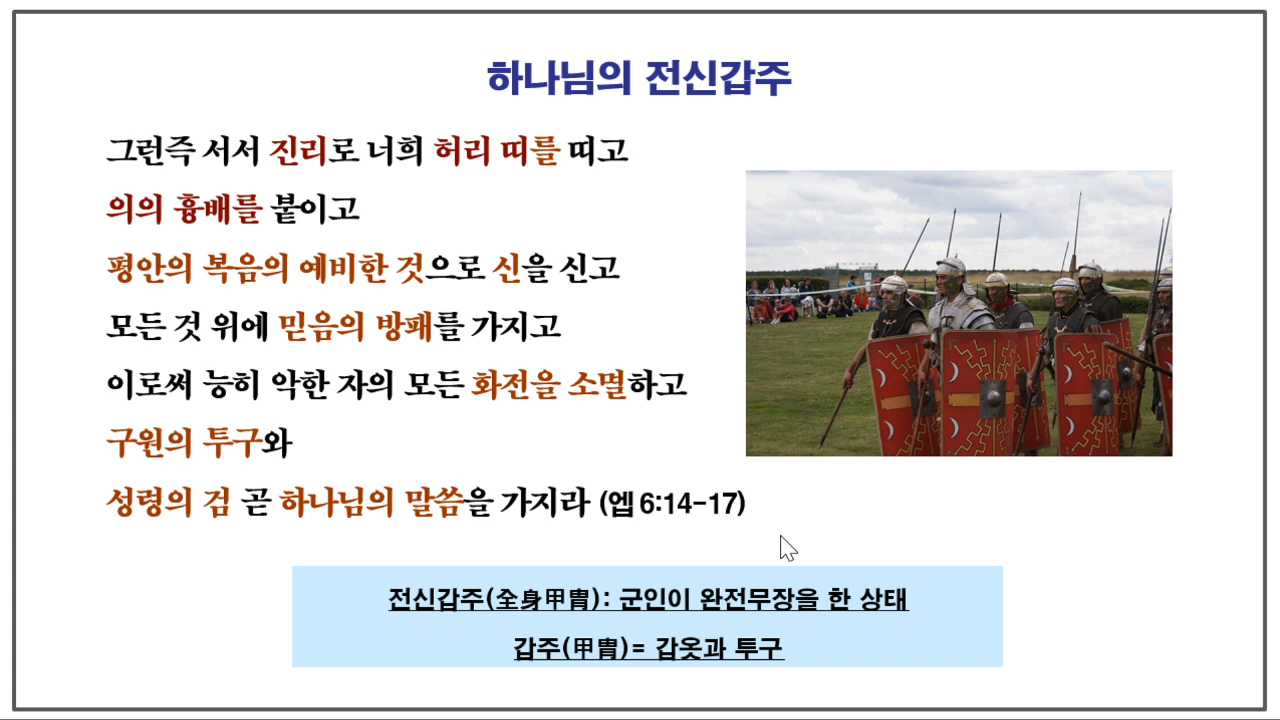 하나님의 전신갑주
그런즉 서서 진리로 너희 허리 띠를 띠고
의의 흉배를 붙이고
평안의 복음의 예비한 것으로 신을 신고
모든 것 위에 믿음의 방패를 가지고
이로써 능히 악한 자의 모든 화전을 소멸하고
구원의 투구와
성령의 검 곧 하나님의 말씀을 가지라 (엡 6:14-17)
전신갑주(全身甲冑): 군인이 완전무장을 한 상태
갑주(甲冑)= 갑옷과 투구